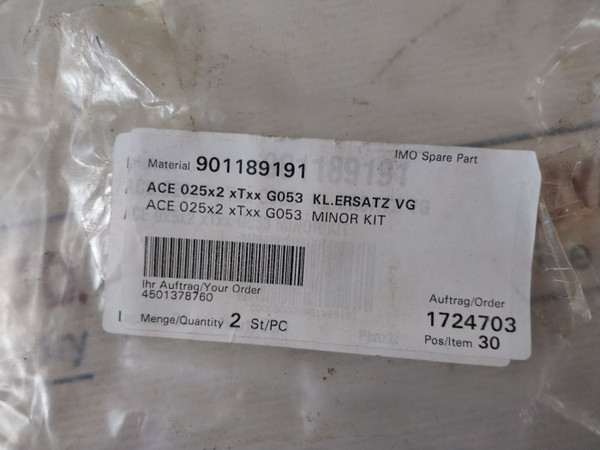 IMO Spare Part
Material 901189191
ACE 025x2 xTxx G053 KL.ERSATZ VG
ACE 025x2 xTxx G053 MINOR KIT
Ihr Auftrag/Your Order
4501378760
Auftrag/Order
1724703
Menge/Quantity 2 St/PC
Pos/Item 30